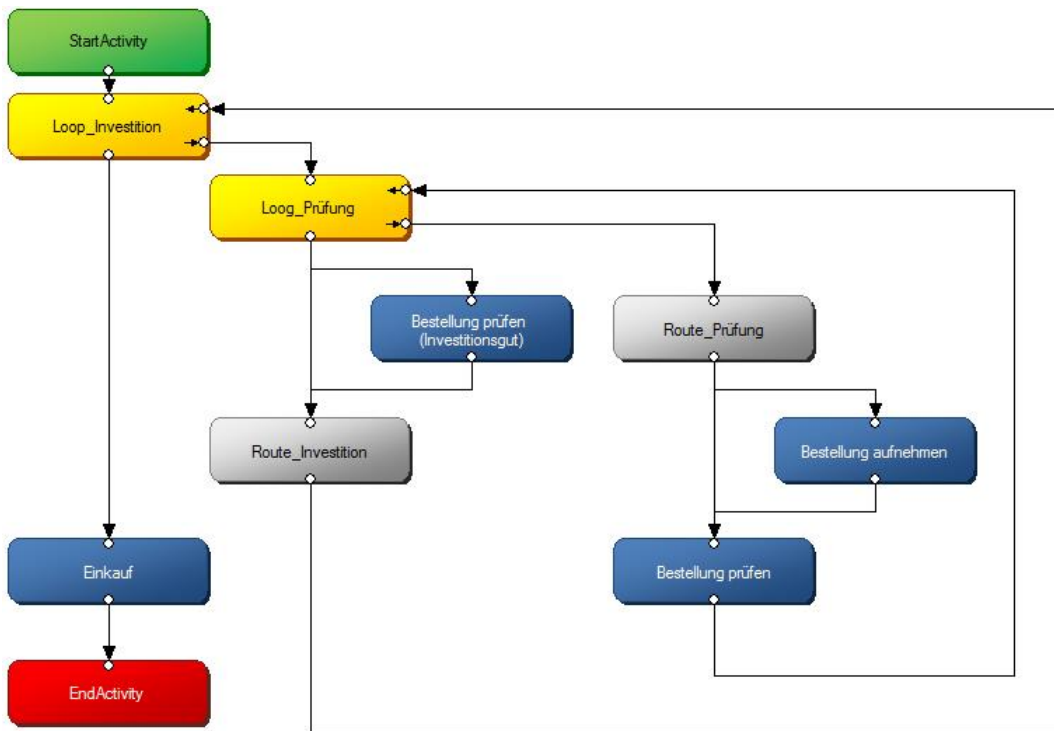 StartActivity
Loop_Investition
Loog_Prüfung
Bestellung prüfen
(Investitionsgut)
Route_Prüfung
Route_Investition
Bestellung aufnehmen
Einkauf
Bestellung prüfen
EndActivity